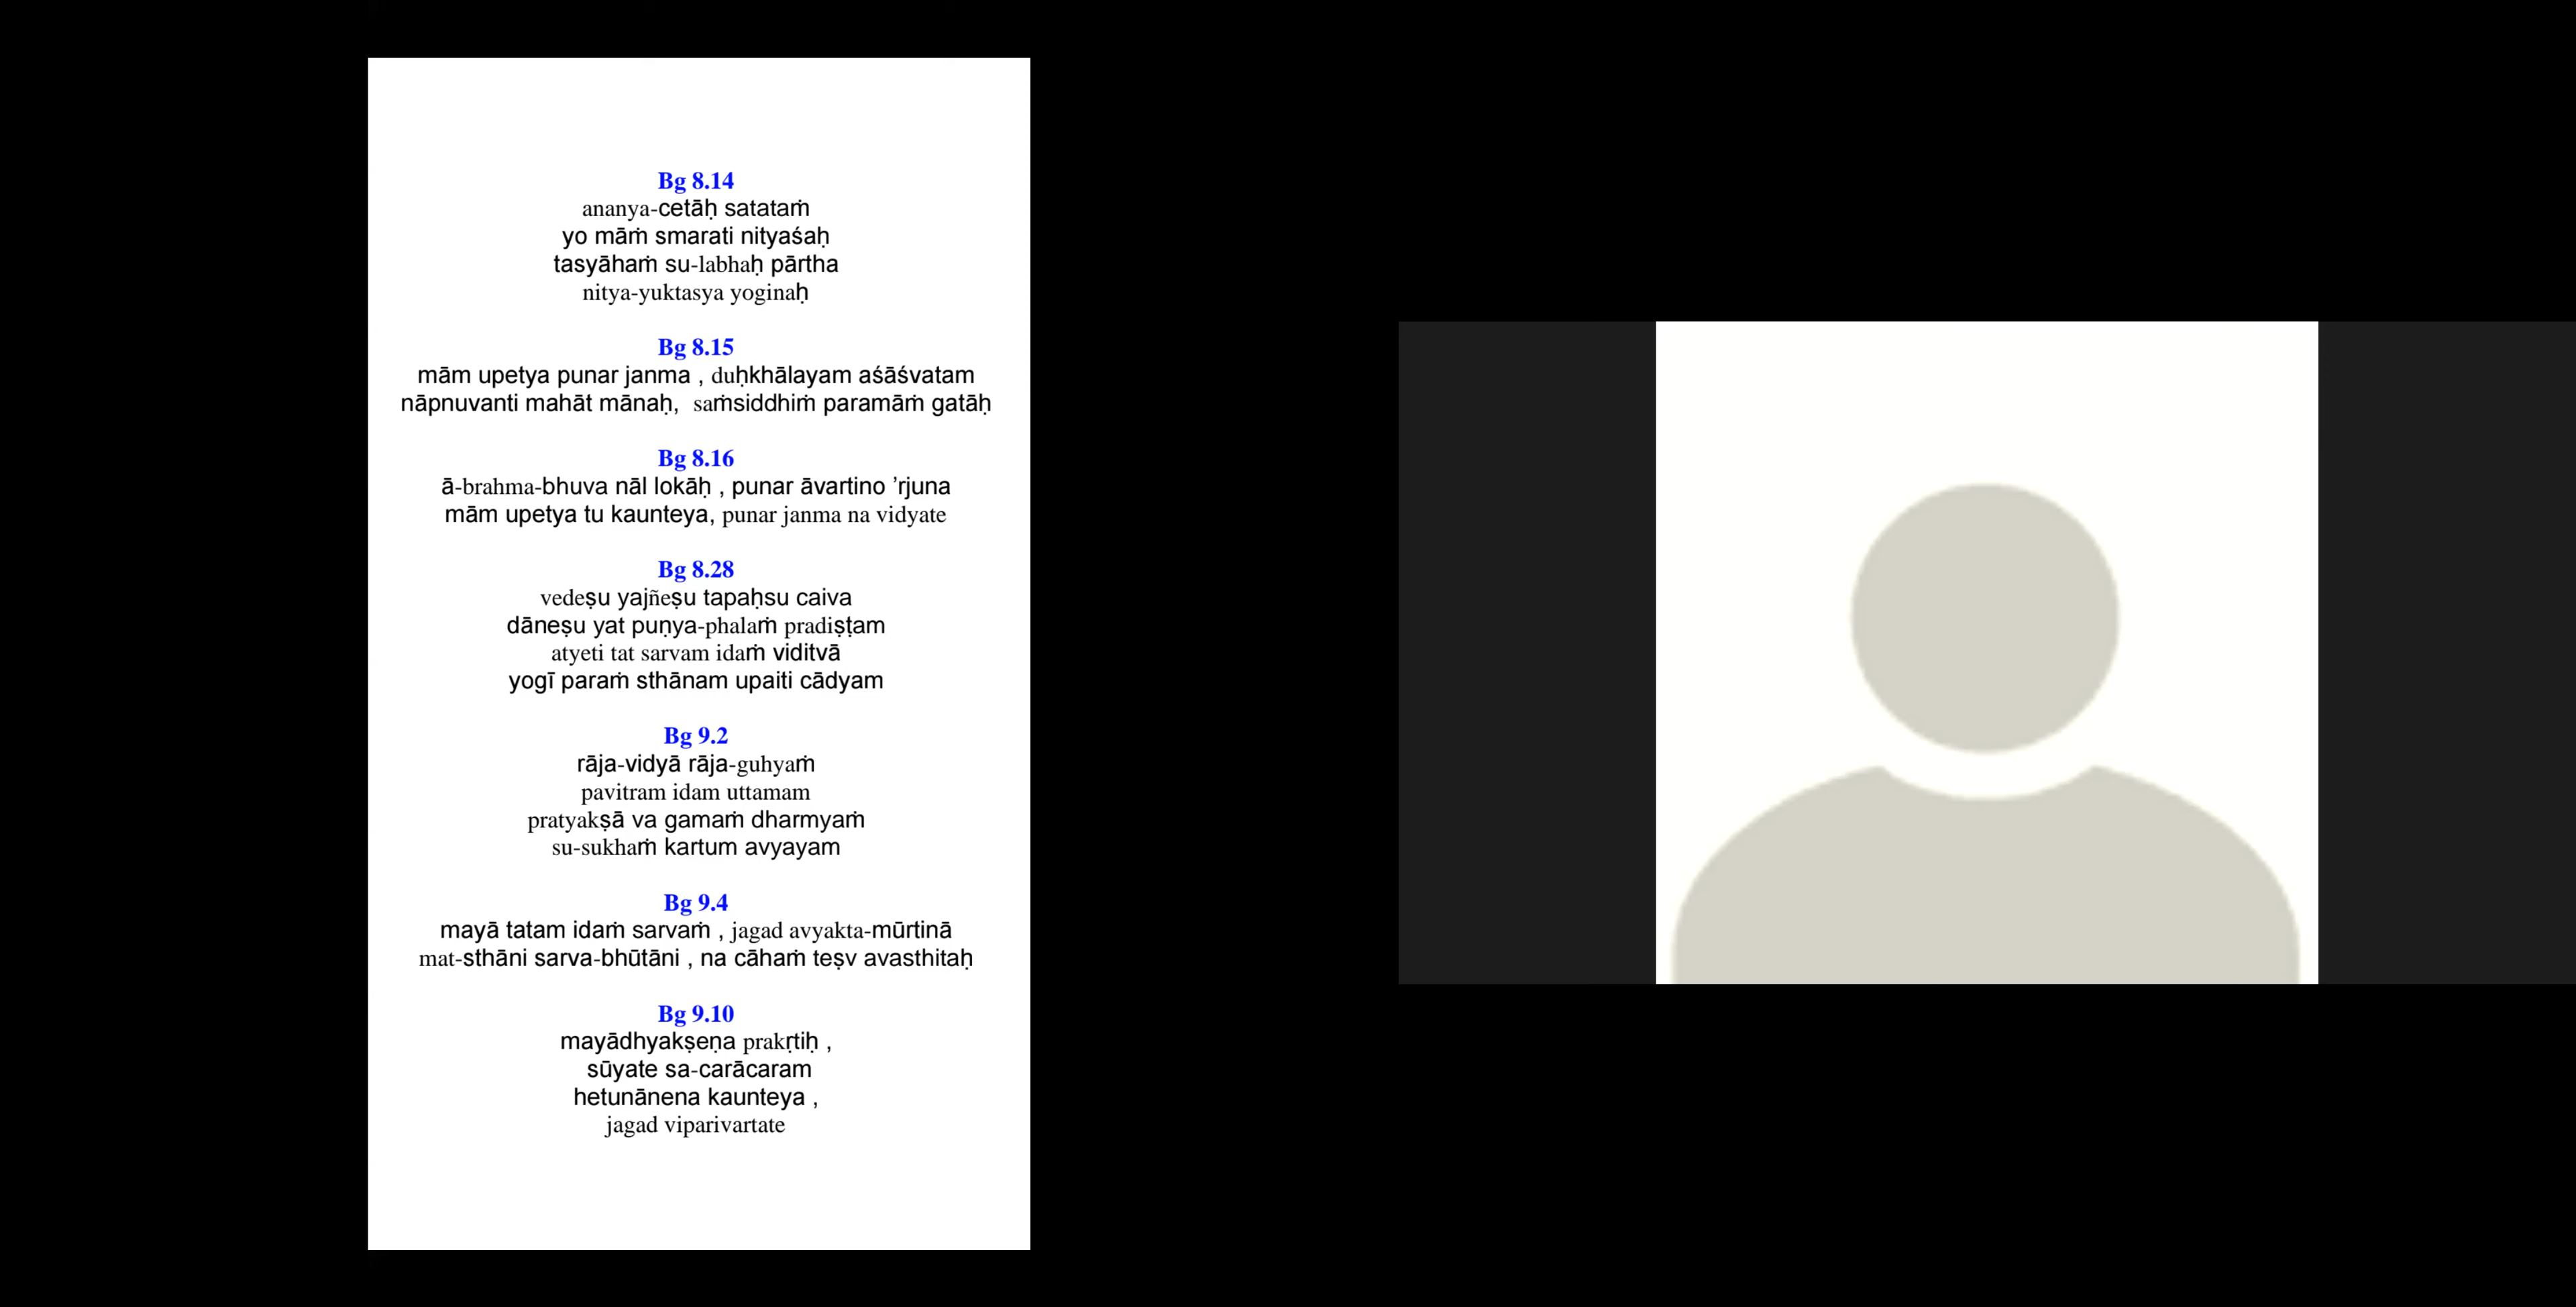 Bg 8.14
ananya-cetāḥ satataṁ
yo māṁ smarati nityaśaḥ
tasyāhaṁ su-labhaḥ pārtha
nitya-yuktasya yoginaḥ
Bg 8.15
mām upetya punar janma , duḥkhālayam aśāśvatam
nāpnuvanti mahāt mānaḥ,  saṁsiddhiṁ paramāṁ gatāḥ
Bg 8.16
ā-brahma-bhuva nāl lokāḥ , punar āvartino ’rjuna
mām upetya tu kaunteya, punar janma na vidyate
Bg 8.28
vedeṣu yajñeṣu tapaḥsu caiva
dāneṣu yat puṇya-phalaṁ pradiṣṭam
atyeti tat sarvam idaṁ viditvā
yogī paraṁ sthānam upaiti cādyam
Bg 9.2
rāja-vidyā rāja-guhyaṁ
pavitram idam uttamam
pratyakṣā va gamaṁ dharmyaṁ
su-sukhaṁ kartum avyayam
Bg 9.4
mayā tatam idaṁ sarvaṁ , jagad avyakta-mūrtinā
mat-sthāni sarva-bhūtāni , na cāhaṁ teṣv avasthitaḥ
Bg 9.10
mayādhyakṣeṇa prakṛtiḥ ,
sūyate sa-carācaram
hetunānena kaunteya ,
jagad viparivartate